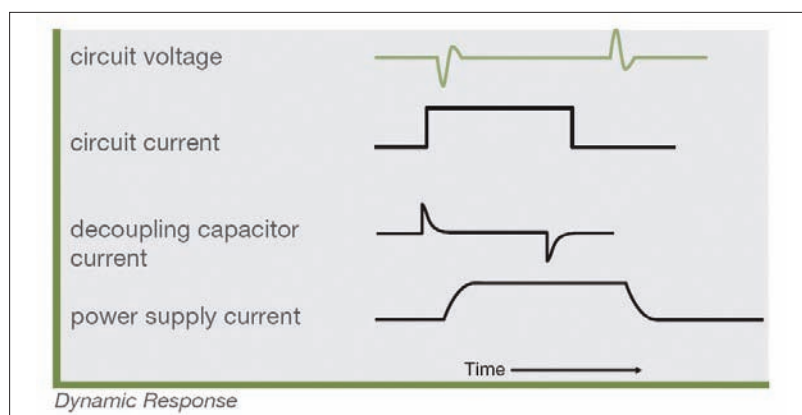 circuit voltage
circuit current
decoupling capacitor
current
power supply current
Time
Dynamic Response